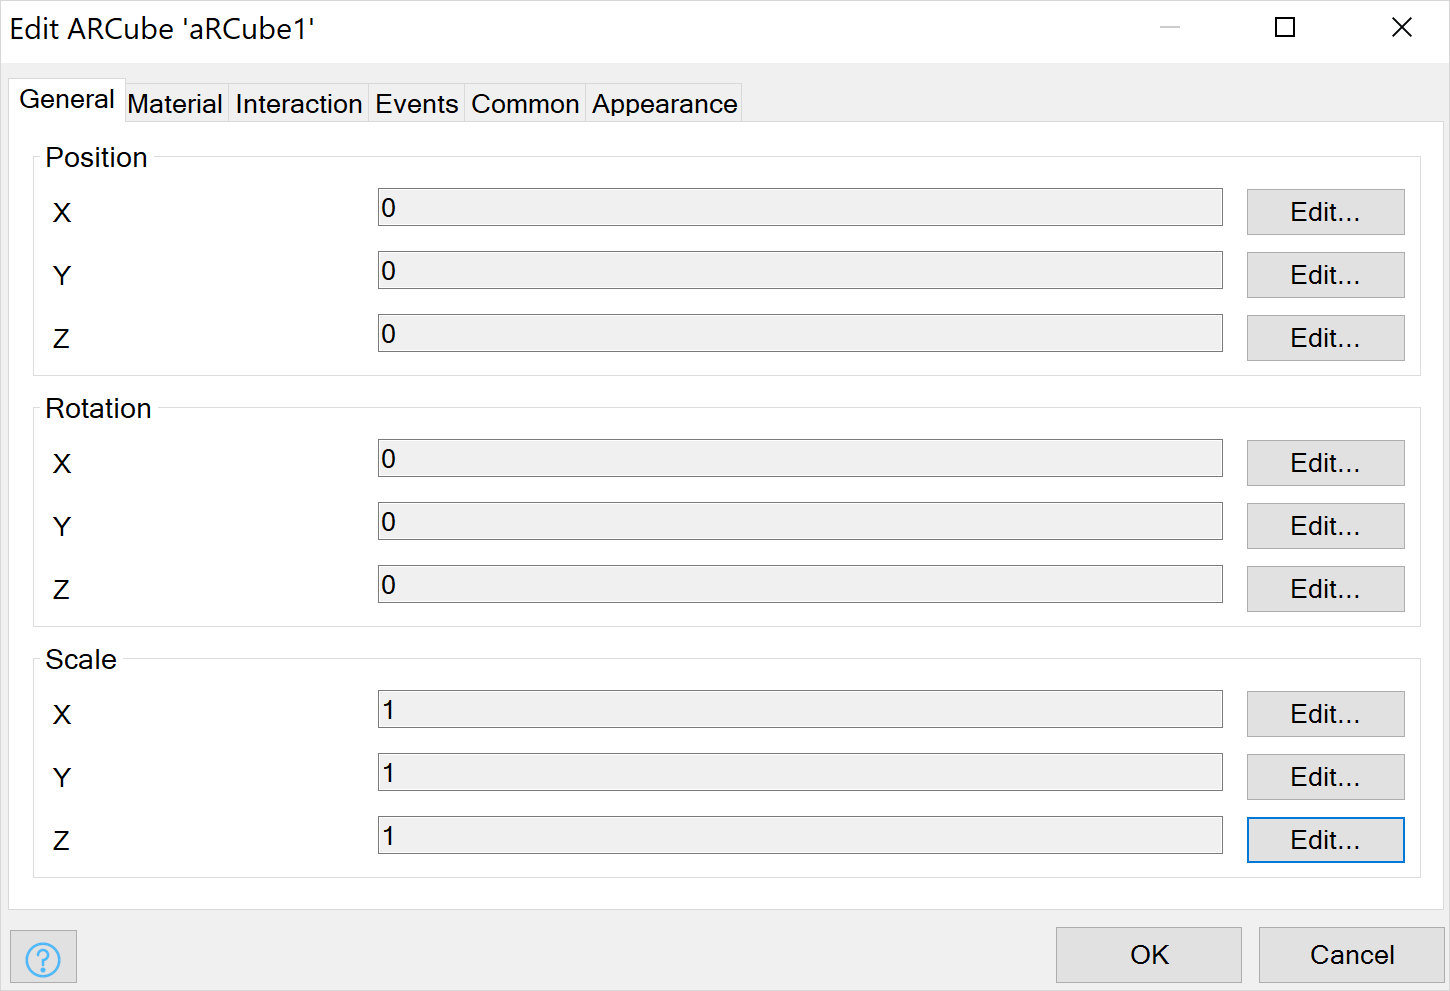 Edit ARCube 'aRCube1'
General Material Interaction Events Common Appearance
Position
X 0 Edit...
Y 0 Edit...
Z 0 Edit...
Rotation
X 0 Edit...
Y 0 Edit...
Z 0 Edit...
Scale
X 1 Edit...
Y 1 Edit...
Z 1 Edit...
? OK Cancel